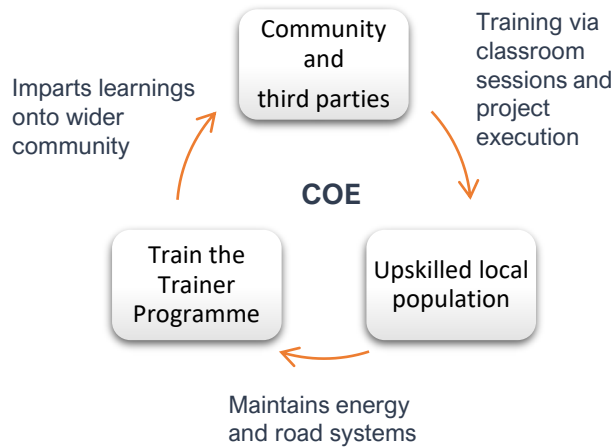 Community
and
third parties
Training via
classroom
sessions and
project
execution
Imparts learnings
onto wider
community
COE
Train the
Trainer
Programme
Upskilled local
population
Maintains energy
and road systems